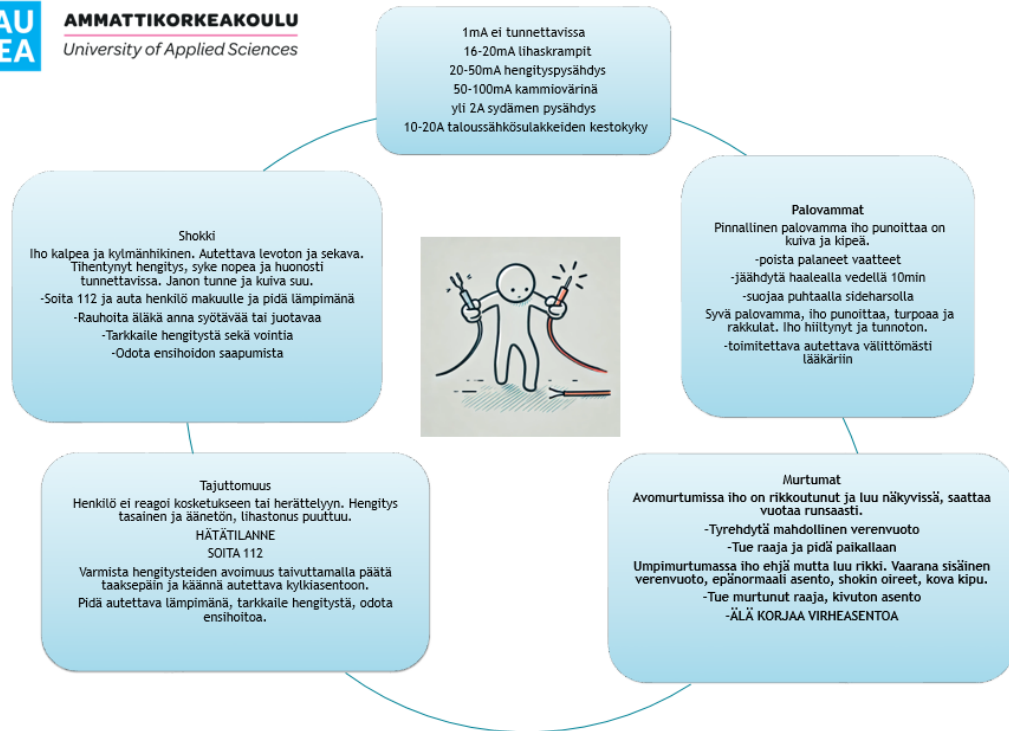 AU
EA
AMMATTIKORKEAKOULU
University of Applied Sciences
1mA ei tunnettavissa
16-20mA lihaskrampit
20-50mA hengityspysähdys
50-100mA kammiovärinä
yli 2A sydämen pysähdys
10-20A taloussähkösulakkeiden kestokyky
Shokki
Iho kalpea ja kylmänhikinen. Autettava levoton ja sekava.
Tihentynyt hengitys, syke nopea ja huonosti
tunnettavissa. Janon tunne ja kuiva suu.
-Soita 112 ja auta henkilö makuulle ja pidä lämpimänä
-Rauhoita äläkä anna syötävää tai juotavaa
-Tarkkaile hengitystä sekä vointia
-Odota ensihoidon saapumista
Palovammat
Pinnallinen palovamma iho punoittaa on
kuiva ja kipeä.
-poista palaneet vaatteet
-jäähdytä haalealla vedellä 10min
-suojaa puhtaalla sideharsolla
Syvä palovamma, iho punoittaa, turpoaa ja
rakkulat. Iho hiiltynyt ja tunnoton.
-toimitettava autettava välittömästi
lääkäriin
Tajuttomuus
Henkilö ei reagoi kosketukseen tai herättelyyn. Hengitys
tasainen ja äänetön, lihastonus puuttuu.
HÄTÄTILANNE
SOITA 112
Varmista hengitysteiden avoimuus taivuttamalla päätä
taaksepäin ja käännä autettava kylkiasentoon.
Pidä autettava lämpimänä, tarkkaile hengitystä, odota
ensihoitoa.
Murtumat
Avomurtumissa iho on rikkoutunut ja luu näkyvissä, saattaa
vuotaa runsaasti.
-Tyrehdytä mahdollinen verenvuoto
-Tue raaja ja pidä paikallaan
Umpimurtumassa iho ehjä mutta luu rikki. Vaarana sisäinen
verenvuoto, epänormaali asento, shokin oireet, kova kipu.
-Tue murtunut raaja, kivuton asento
-ÄLÄ KORJAA VIRHEASENTOA